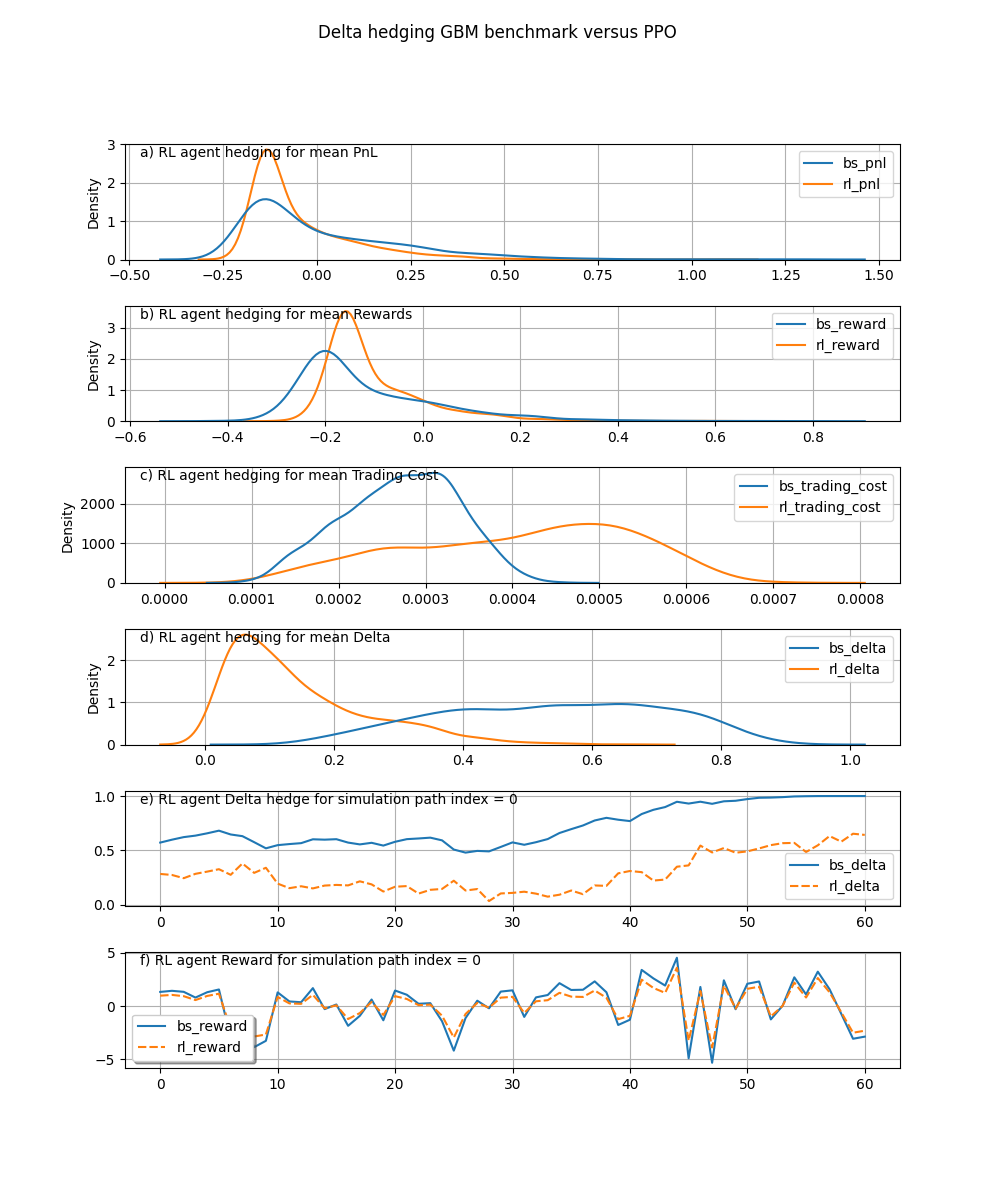 Delta hedging GBM benchmark versus PPO
a) RL agent hedging for mean PnL
bs_pnl
rl_pnl
Density
3
2
1
0
−0.50 −0.25 0.00 0.25 0.50 0.75 1.00 1.25 1.50
b) RL agent hedging for mean Rewards
bs_reward
rl_reward
Density
3
2
1
0
−0.6 −0.4 −0.2 0.0 0.2 0.4 0.6 0.8
c) RL agent hedging for mean Trading Cost
bs_trading_cost
rl_trading_cost
Density
2000
1000
0
0.0000 0.0001 0.0002 0.0003 0.0004 0.0005 0.0006 0.0007 0.0008
d) RL agent hedging for mean Delta
bs_delta
rl_delta
Density
2
1
0
0.0 0.2 0.4 0.6 0.8 1.0
e) RL agent Delta hedge for simulation path index = 0
bs_delta
rl_delta
1.0
0.5
0.0
0 10 20 30 40 50 60
f) RL agent Reward for simulation path index = 0
bs_reward
rl_reward
5
0
−5
0 10 20 30 40 50 60